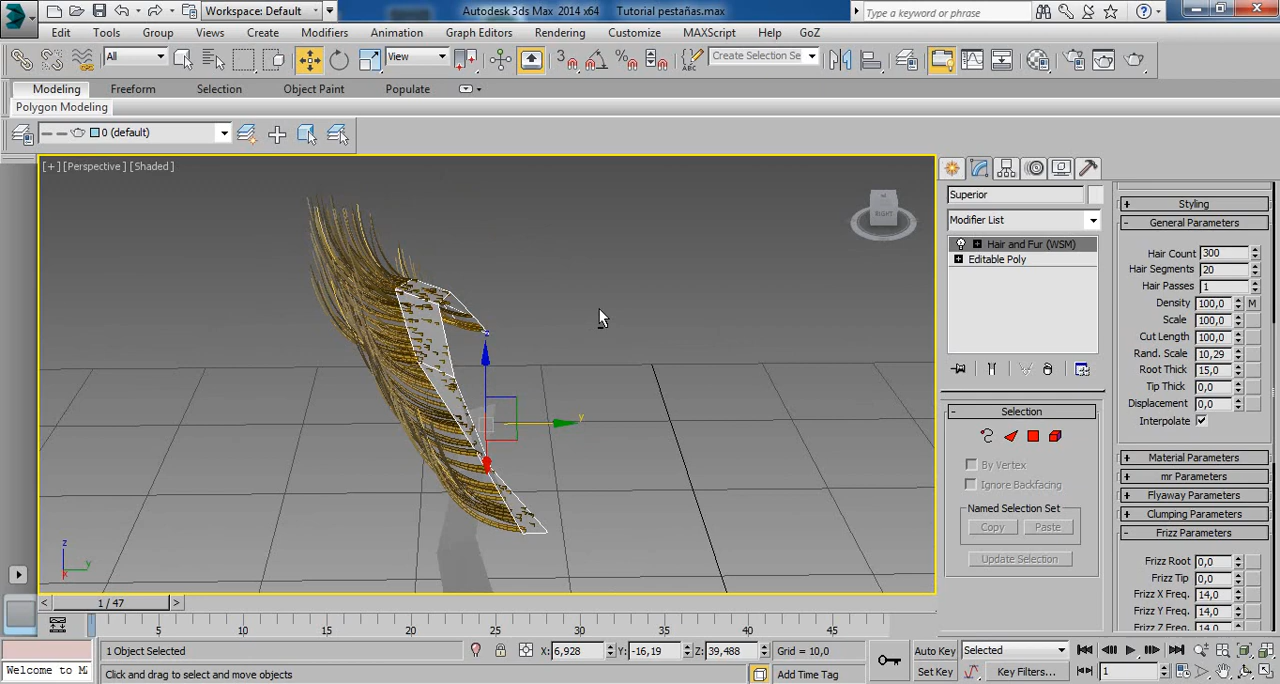 Workspace: Default
Autodesk 3ds Max 2014 x64 Tutorial pestañas.max
Type a keyword or phrase
Edit Tools Group Views Create Modifiers Animation Graph Editors Rendering Customize MAXScript Help GoZ
All
View
3
Create Selection Se
Modeling Freeform Selection Object Paint Populate
Polygon Modeling
0 (default)
[+] [Perspective] [Shaded]
RIGHT
Superior
Modifier List
Hair and Fur (WSM)
Editable Poly
Selection
By Vertex
Ignore Backfacing
Named Selection Set
Copy Paste
Update Selection
Styling
General Parameters
Hair Count 300
Hair Segments 20
Hair Passes 1
Density 100,0 M
Scale 100,0
Cut Length 100,0
Rand. Scale 10,29
Root Thick 15,0
Tip Thick 0,0
Displacement 0,0
Interpolate
Material Parameters
mr Parameters
Flyaway Parameters
Clumping Parameters
Frizz Parameters
Frizz Root 0,0
Frizz Tip 0,0
Frizz X Freq. 14,0
Frizz Y Freq. 14,0
Frizz Z Freq. 14,0
z
y
z
y
x
< 1 / 47 >
5 10 15 20 25 30 35 40 45
1 Object Selected
X: 6,928 Y: -16,19 Z: 39,488 Grid = 10,0
Auto Key Selected
Welcome to M
Click and drag to select and move objects
Add Time Tag
Set Key Key Filters... 1